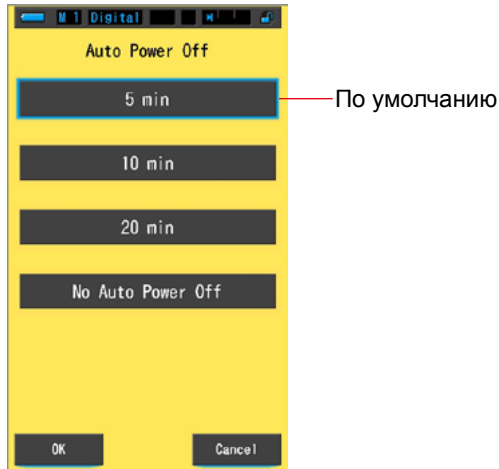 M 1 Digital
Auto Power Off
5 min
По умолчанию
10 min
20 min
No Auto Power Off
OK
Cancel